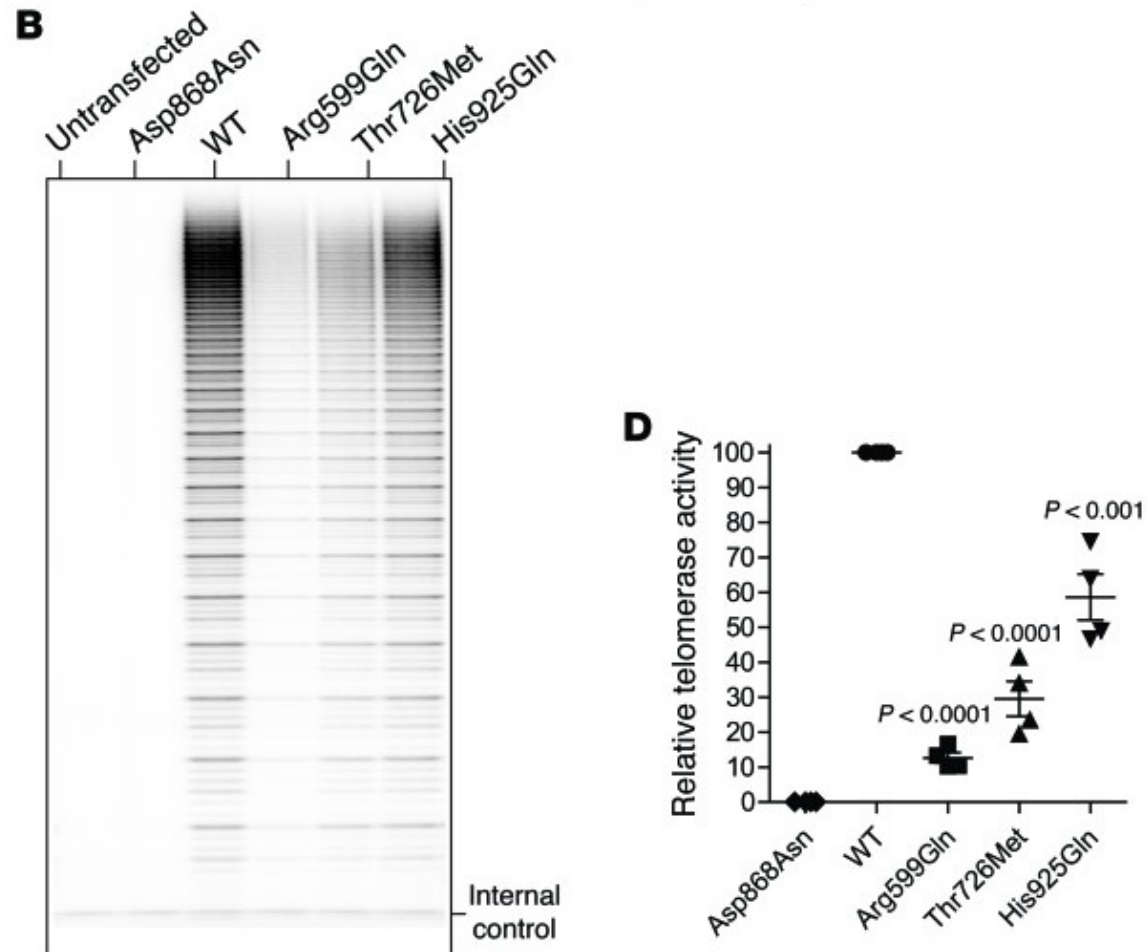 B
Untransfected
Asp868Asn
WT
Arg599Gln
Thr726Met
His925Gln
Internal
control
D
Relative telomerase activity
100
90
80
70
60
50
40
30
20
10
0
P < 0.0001
P < 0.0001
P < 0.001
Asp868Asn
WT
Arg599Gln
Thr726Met
His925Gln